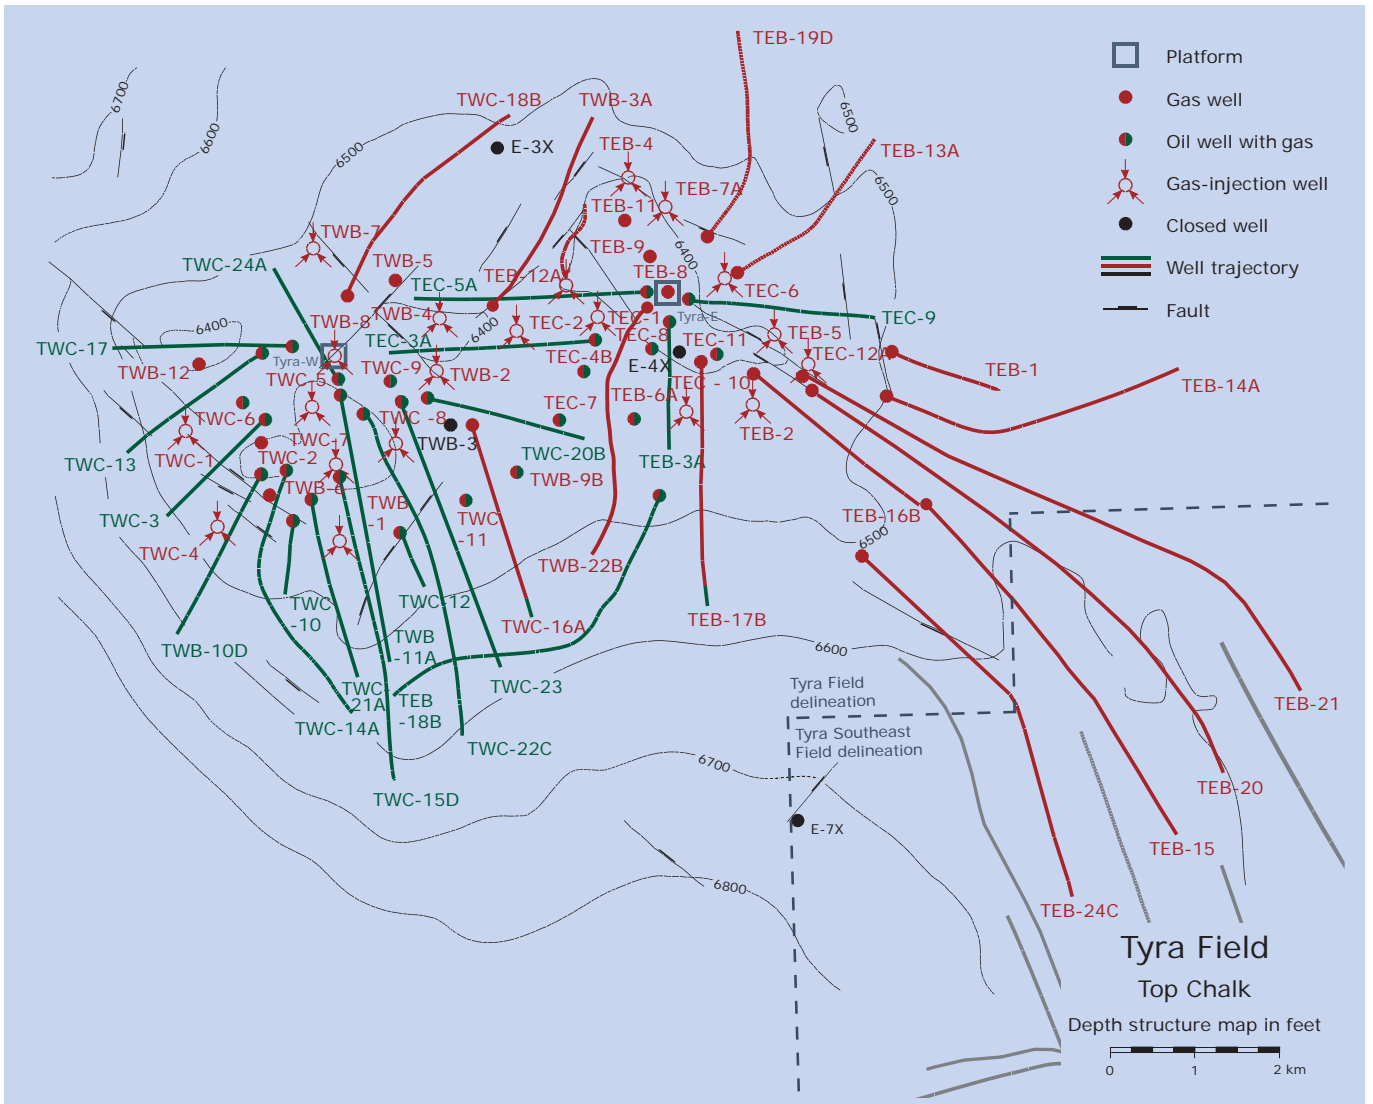 TEB-19D
Platform
6700
TWC-18B
TWB-3A
Gas well
6500
6600
E-3X
TEB-4
Oil well with gas
6500
TEB-13A
TEB-7A
Gas-injection well
6500
TEB-11
TWB-7
Closed well
TEB-9
6400
TWC-24A
TWB-5
TEB-12A
TEB-8
Well trajectory
TEC-5A
TEC-6
TWB-4
Fault
TWB-8
6400
TEC-2
TEC-1
Tyra-E
TEC-9
6400
TEC-3A
TEC-8
TEB-5
TWC-17
Tyra-W
TEC-4B
E-4X
TEC-11
TEC-12A
TWB-12
TWC-9
TWB-2
TEB-1
TWC-5
TEC - 10
TEB-14A
TEB-6A
TWC-6
TWC -8
TEC-7
TEB-2
TWC-7
TWB-3
TWC-13
TWC-1
TWC-2
TWC-20B
TEB-3A
TWB-6
TWB-9B
TWB
-1
TWC
-11
TWC-3
TEB-16B
TWC-4
6500
TWB-22B
TWC
-10
TWC-12
TWC-16A
TEB-17B
TWB-10D
TWB
-11A
6600
TWC-
21A
TEB
-18B
TWC-23
Tyra Field
delineation
TEB-21
TWC-14A
Tyra Southeast
Field delineation
TWC-22C
6700
TEB-20
TWC-15D
E-7X
TEB-15
6800
TEB-24C
Tyra Field
Top Chalk
Depth structure map in feet
0 1 2 km